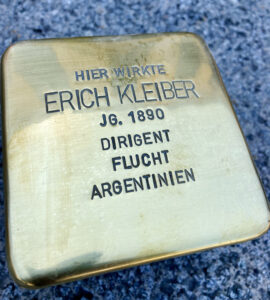 HIER WIRKTE
ERICH KLEIBER
JG. 1890
DIRIGENT
FLUCHT
ARGENTINIEN